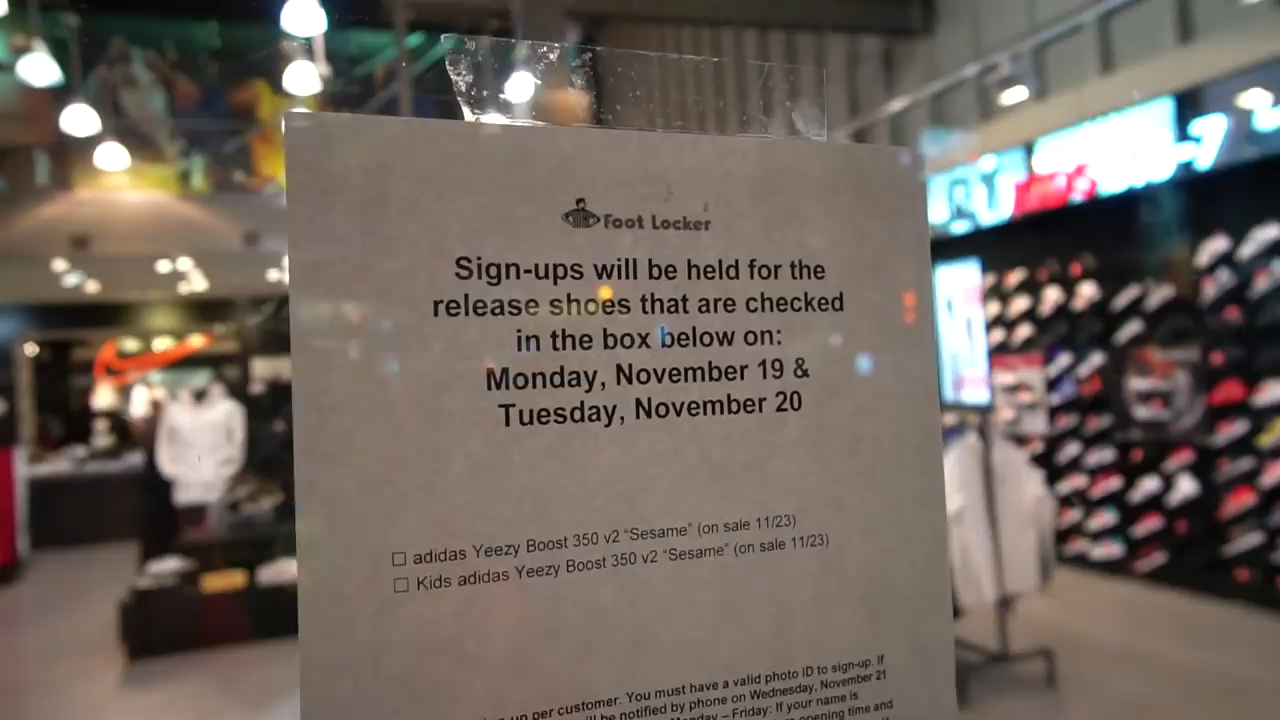 Foot Locker
Sign-ups will be held for the
release shoes that are checked
in the box below on:
Monday, November 19 &
Tuesday, November 20
☐ adidas Yeezy Boost 350 v2 “Sesame” (on sale 11/23)
☐ Kids adidas Yeezy Boost 350 v2 “Sesame” (on sale 11/23)
per customer. You must have a valid photo ID to sign-up. If
be notified by phone on Wednesday, November 21
– Friday: If your name is
opening time and